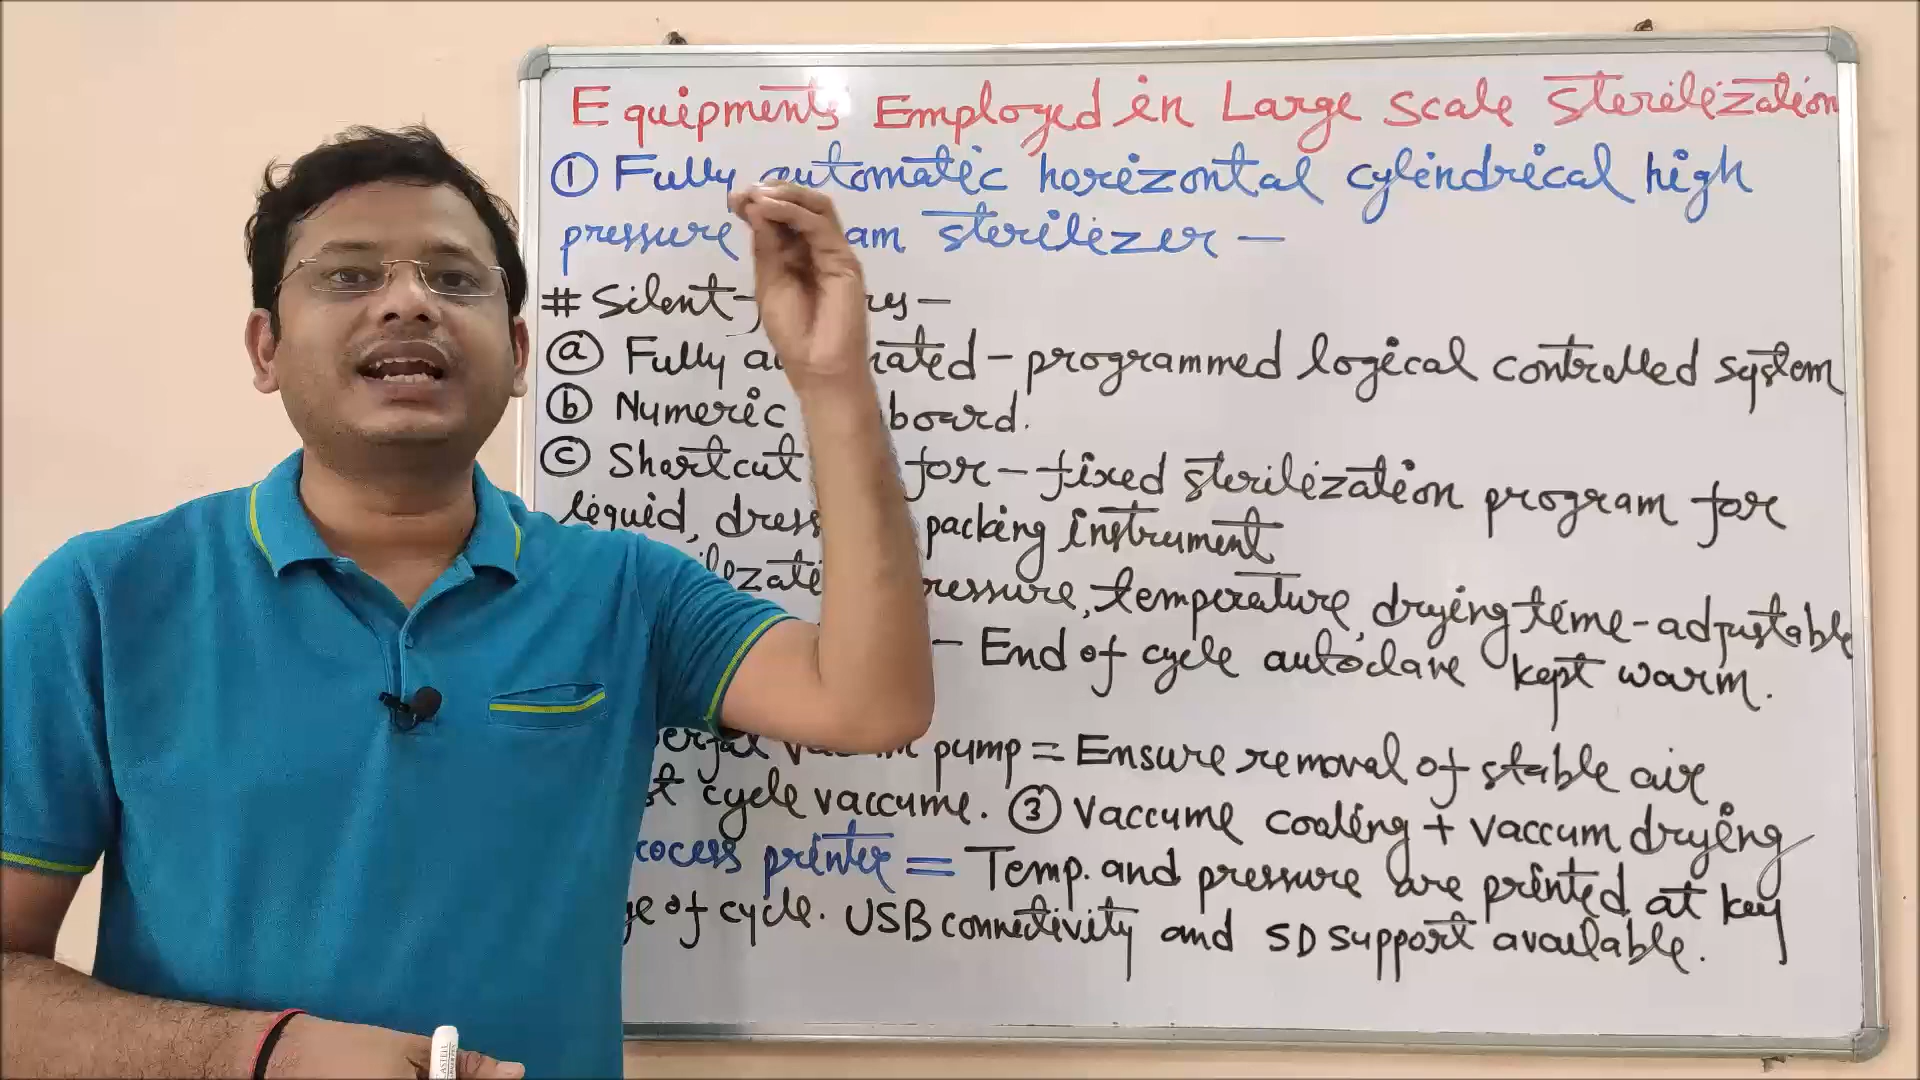 Equipments Employed in Large Scale Sterilization
① Fully automatic horizontal cylindrical high
pressure am sterilizer —
# Silent —
ⓐ Fully - programmed logical controlled system
ⓑ Numeric board.
ⓒ Shortcut for - fixed sterilization program for
liquid, packing instrument
pressure, temperature, drying time - adjustable
— End of cycle autoclave kept warm.
pump = Ensure removal of stable air
cycle vaccume. ③ Vaccume cooling + vaccum drying
process printer = Temp. and pressure are printed at key
of cycle. USB connectivity and SD support available.